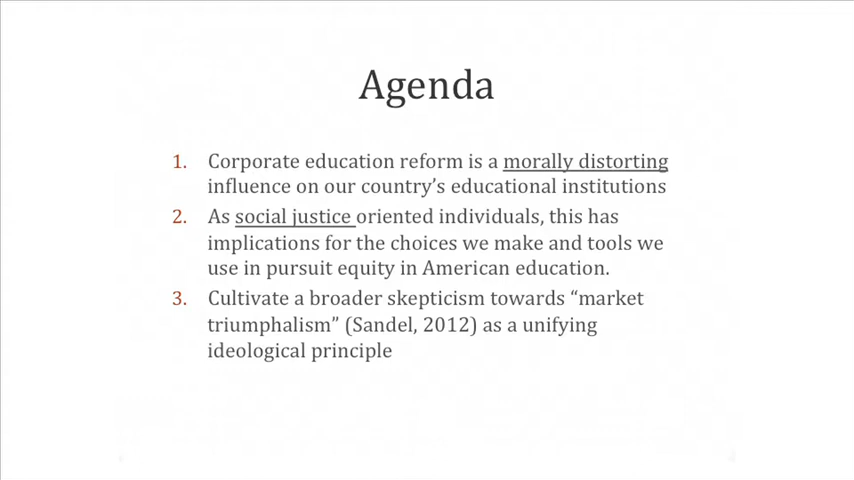 Agenda
1. Corporate education reform is a morally distorting
influence on our country's educational institutions
2. As social justice oriented individuals, this has
implications for the choices we make and tools we
use in pursuit equity in American education.
3. Cultivate a broader skepticism towards “market
triumphalism” (Sandel, 2012) as a unifying
ideological principle